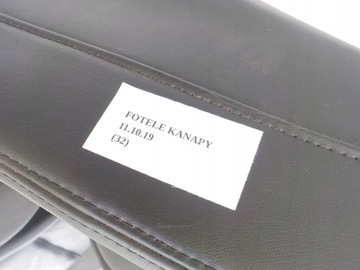 FOTELE KANAPY
11.10.19
(32)